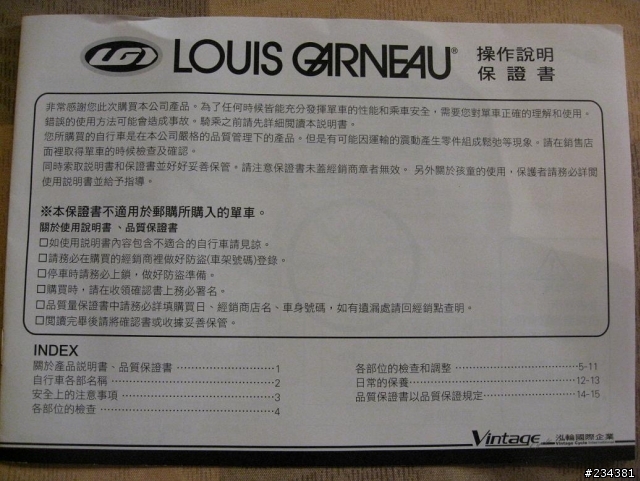 LGI LOUIS GARNEAU® 操作說明
保證書
非常感謝您此次購買本公司產品。為了任何時候皆能充分發揮單車的性能和乘車安全，需要您對單車正確的理解和使用。
錯誤的使用方法可能會造成事故。騎乘之前請先詳細閱讀本說明書。
您所購買的自行車是在本公司嚴格的品質管理下的產品。但是有可能因運輸的震動產生零件組成鬆弛等現象。請在銷售店
面裡取得單車的時候檢查及確認。
同時索取說明書和保證書並好好妥善保管。請注意保證書未蓋經銷商章者無效。 另外關於孩童的使用，保護者請務必詳閱
使用說明書並給予指導。
※本保證書不適用於郵購所購入的單車。
關於使用說明書 、品質保證書
□如使用說明書內容包含不適合的自行車請見諒。
□請務必在購買的經銷商裡做好防盜(車架號碼)登錄。
□停車時請務必上鎖，做好防盜準備。
□購買時，請在收領確認書上務必署名。
□品質量保證書中請務必詳填購買日、經銷商店名、車身號碼，如有遺漏處請回經銷點查明。
□閱讀完畢後請將確認書或收據妥善保管。
INDEX
關於產品說明書、品質保證書 ·················· 1
自行車各部名稱 ·················· 2
安全上的注意事項 ·················· 3
各部位的檢查 ·················· 4
各部位的檢查和調整 ·················· 5-11
日常的保養 ·················· 12-13
品質保證書以品質保證規定 ·················· 14-15
Vintage 泓輪國際企業
Vintage Cycle International
#234381